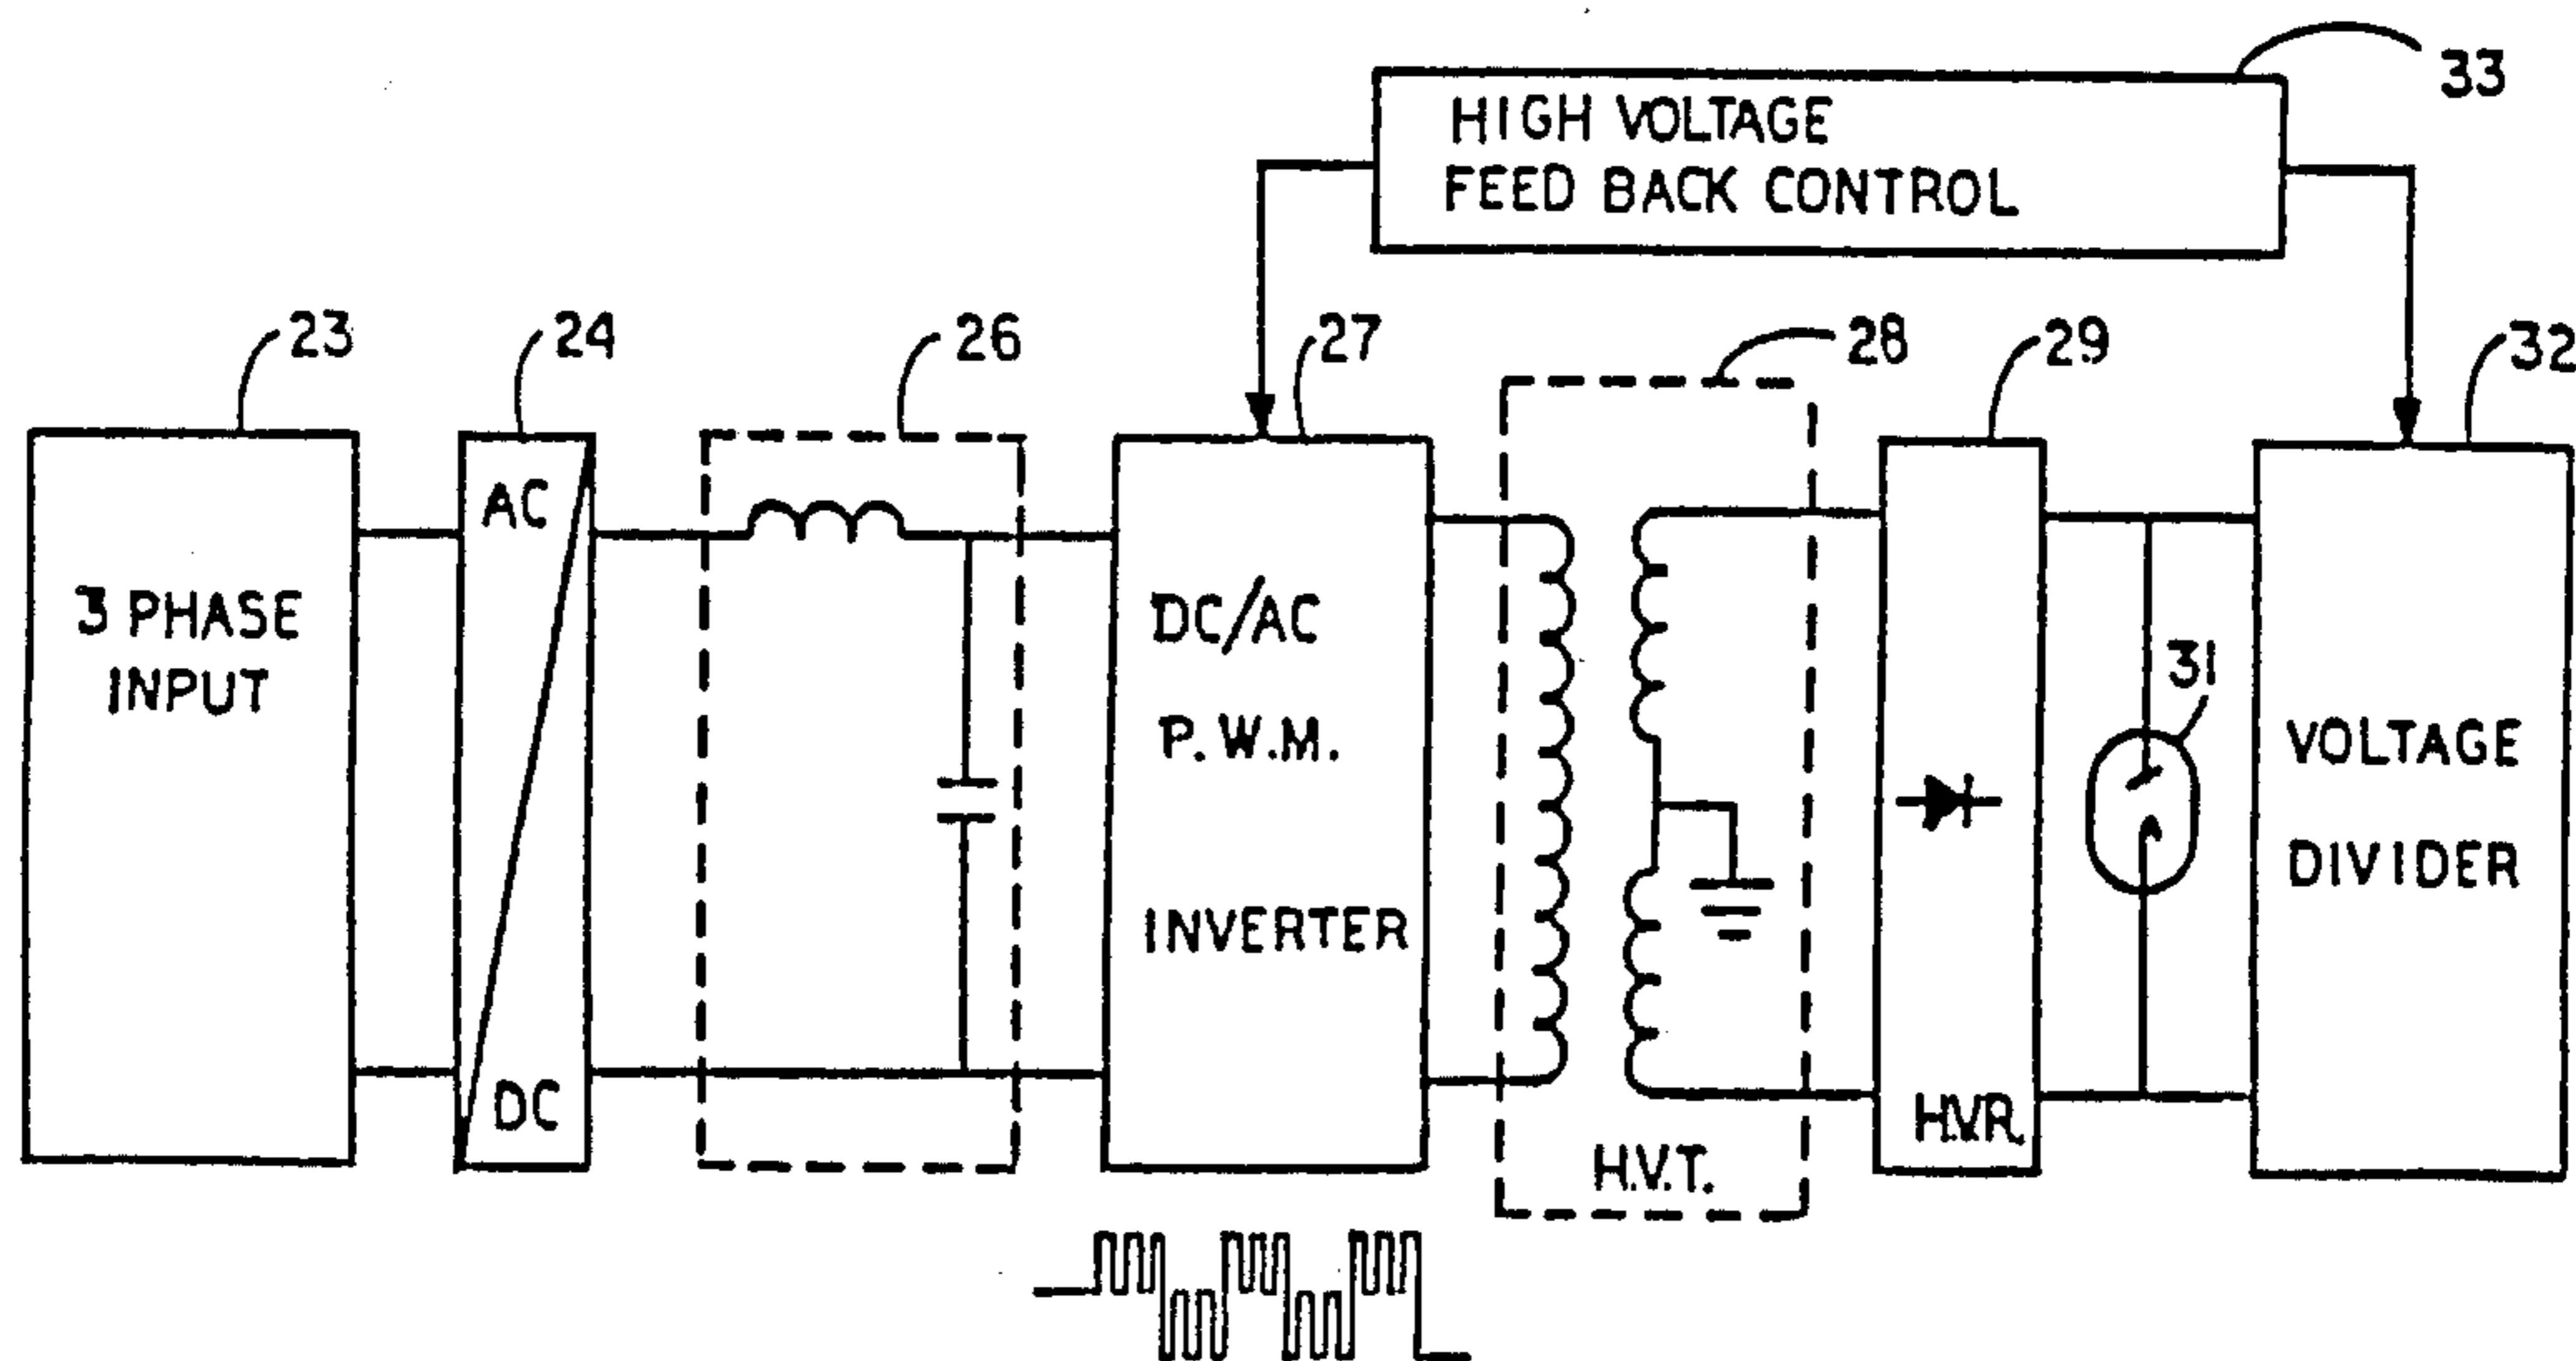 HIGH VOLTAGE
FEED BACK CONTROL
33
23
24
26
27
28
29
32
3 PHASE
INPUT
AC
DC
DC/AC
P.W.M.
INVERTER
H.V.T.
H.V.R.
31
VOLTAGE
DIVIDER